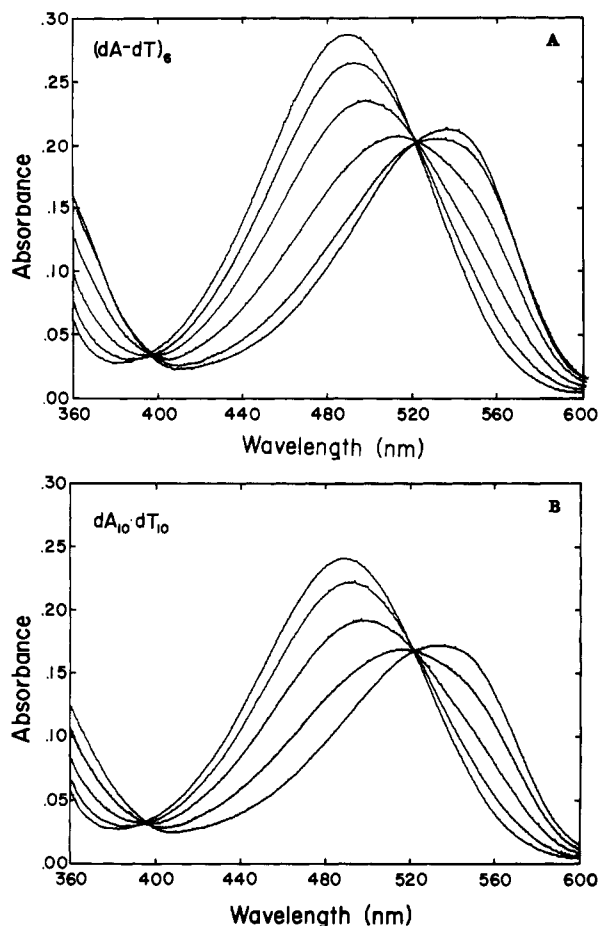 .30
(dA-dT)6
A
.25
.20
.15
.10
.05
.00
Absorbance
360 400 440 480 520 560 600
Wavelength (nm)
.30
dA10·dT10
B
.25
.20
.15
.10
.05
.00
Absorbance
360 400 440 480 520 560 600
Wavelength (nm)